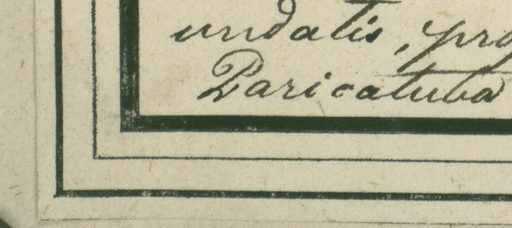 undatis, pro
Paricatuba